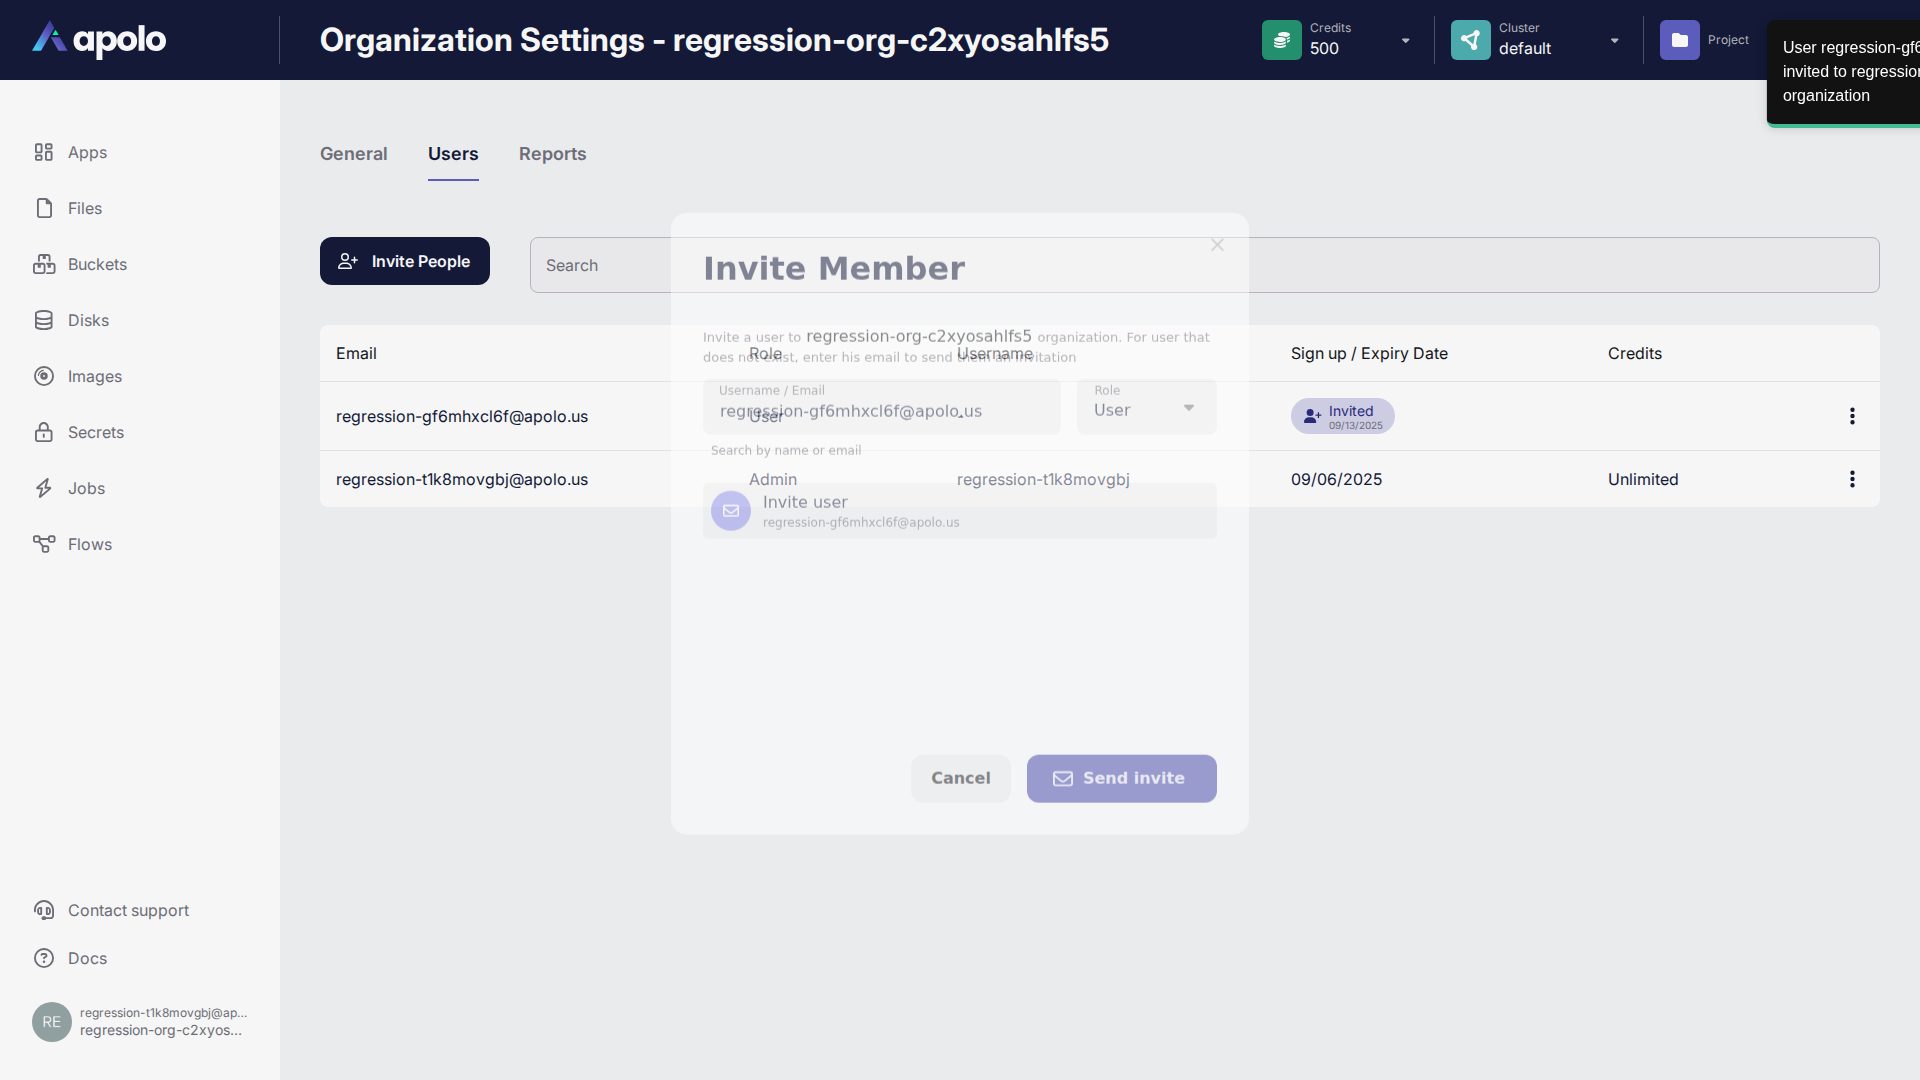 apolo
Organization Settings - regression-org-c2xyosahlfs5
Credits
500
Cluster
default
Project
User regression-gf6
invited to regression
organization
Apps
Files
Buckets
Disks
Images
Secrets
Jobs
Flows
Contact support
Docs
RE
regression-t1k8movgbj@ap...
regression-org-c2xyos...
General
Users
Reports
Invite People
Search
Email
Role
Username
Sign up / Expiry Date
Credits
regression-gf6mhxcl6f@apolo.us
User
-
Invited
09/13/2025
regression-t1k8movgbj@apolo.us
Admin
regression-t1k8movgbj
09/06/2025
Unlimited
Invite Member
Invite a user to regression-org-c2xyosahlfs5 organization. For user that
does not exist, enter his email to send them an invitation
Username / Email
regression-gf6mhxcl6f@apolo.us
Role
User
Search by name or email
Invite user
regression-gf6mhxcl6f@apolo.us
Cancel
Send invite